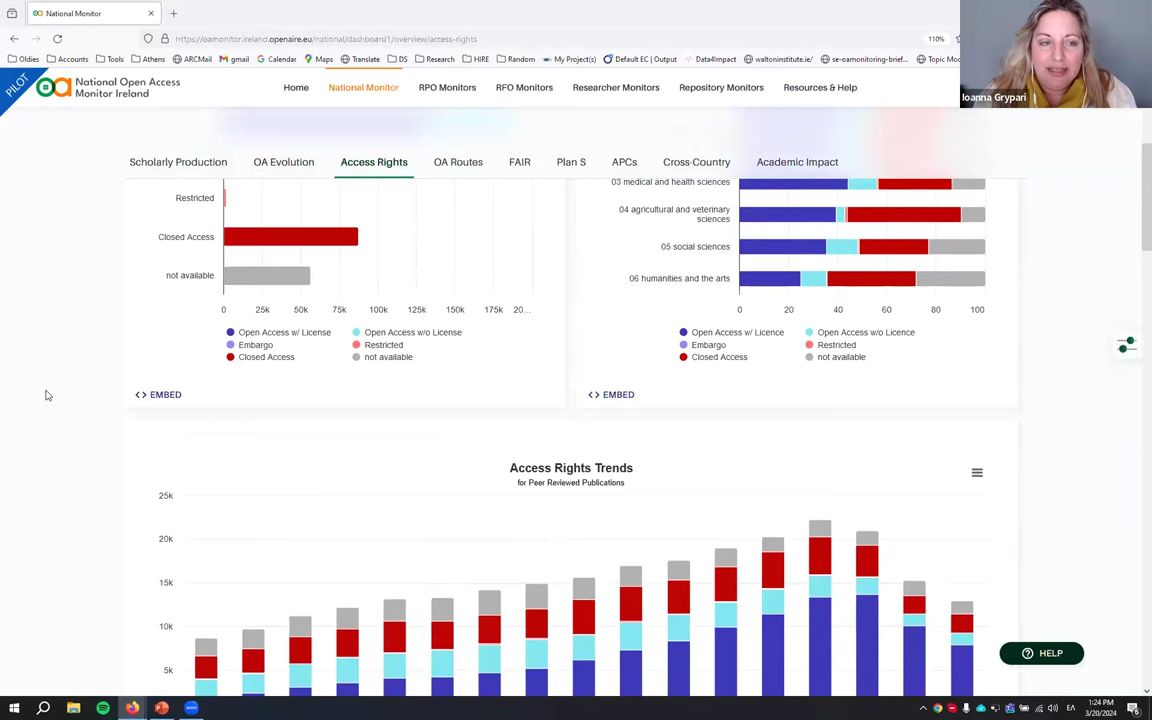 National Monitor
https://oamonitor.ireland.openaire.eu/national/dashboard1/overview/access-rights
110%
Oldies
Accounts
Tools
Athens
ARCMail
gmail
Calendar
Maps
DS
Research
HIRE
Random
My Project(s)
Default EC | Output
Data4Impact
waltoninstitute.ie/
se-oamonitoring-brief...
Topic Mod
Ioanna Grypari
PILOT
National Open Access
Monitor Ireland
Home
National Monitor
RPO Monitors
RFO Monitors
Researcher Monitors
Repository Monitors
Resources & Help
Scholarly Production
OA Evolution
Access Rights
OA Routes
FAIR
Plan S
APCs
Cross-Country
Academic Impact
Restricted
Closed Access
not available
0 25k 50k 75k 100k 125k 150k 175k 20...
Open Access w/ License
Open Access w/o License
Embargo
Restricted
Closed Access
not available
EMBED
03 medical and health sciences
04 agricultural and veterinary
sciences
05 social sciences
06 humanities and the arts
0 20 40 60 80 100
Open Access w/ Licence
Open Access w/o Licence
Embargo
Restricted
Closed Access
not available
EMBED
Access Rights Trends
for Peer Reviewed Publications
25k
20k
15k
10k
5k
HELP
ΕΛ
1:24 PM
3/20/2024